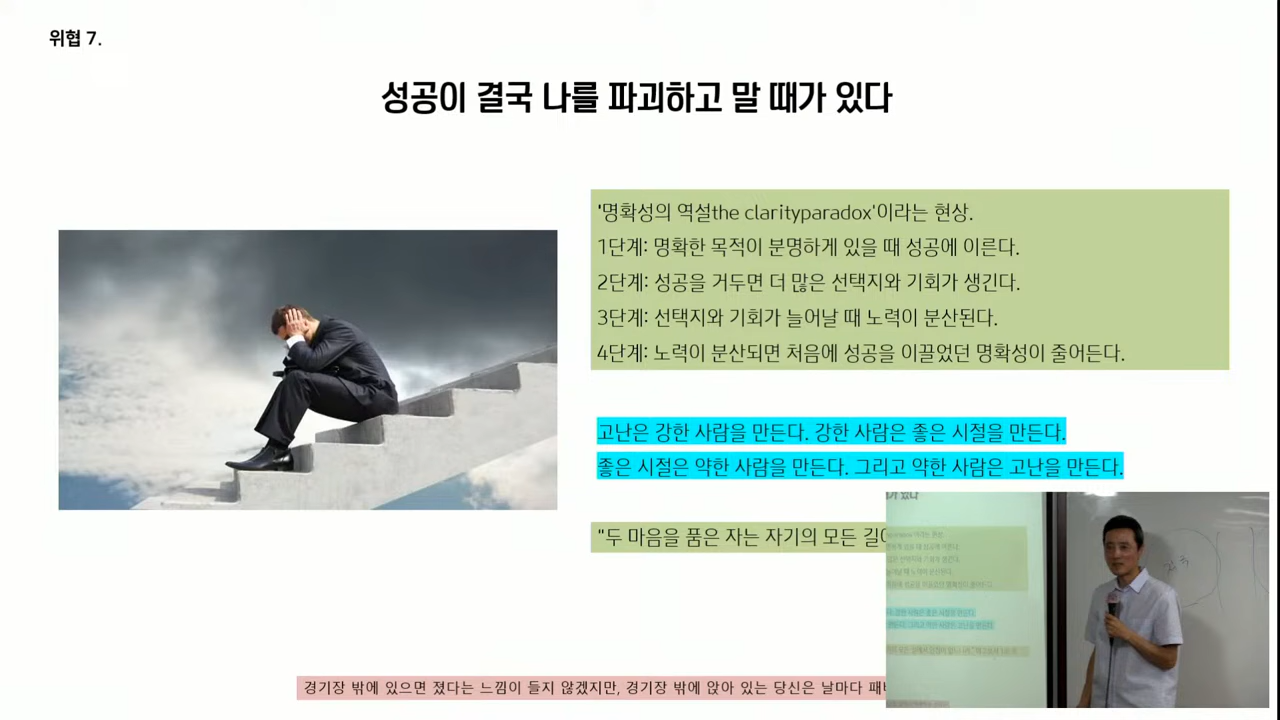 위협 7.
성공이 결국 나를 파괴하고 말 때가 있다
'명확성의 역설the clarityparadox'이라는 현상.
1단계: 명확한 목적이 분명하게 있을 때 성공에 이른다.
2단계: 성공을 거두면 더 많은 선택지와 기회가 생긴다.
3단계: 선택지와 기회가 늘어날 때 노력이 분산된다.
4단계: 노력이 분산되면 처음에 성공을 이끌었던 명확성이 줄어든다.
고난은 강한 사람을 만든다. 강한 사람은 좋은 시절을 만든다.
좋은 시절은 약한 사람을 만든다. 그리고 약한 사람은 고난을 만든다.
"두 마음을 품은 자는 자기의 모든
경기장 밖에 있으면 졌다는 느낌이 들지 않겠지만, 경기장 밖에 앉아 있는 당신은 날마다